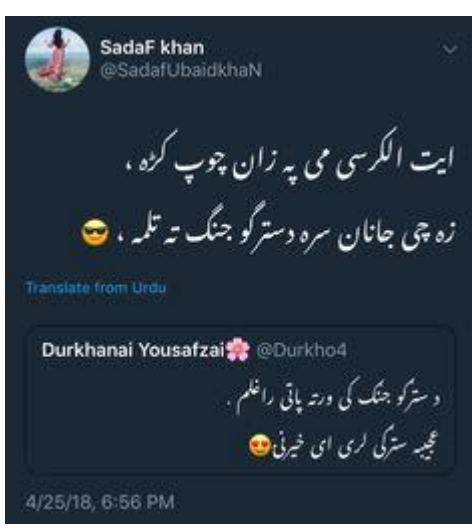 SadaF khan
@SadafUbaidkhaN
ایت الکرسی می پہ زان چوپ کڑہ ،
زہ چی جانان سرہ دسترگو جنگ تہ تلمہ ، 😎
Translate from Urdu
Durkhanai Yousafzai🌸 @Durkho4
د سترگو جنگ کی ورتہ پاتی راغلم .
عجیبہ سترگی لری ای خیرنی😍
4/25/18, 6:56 PM